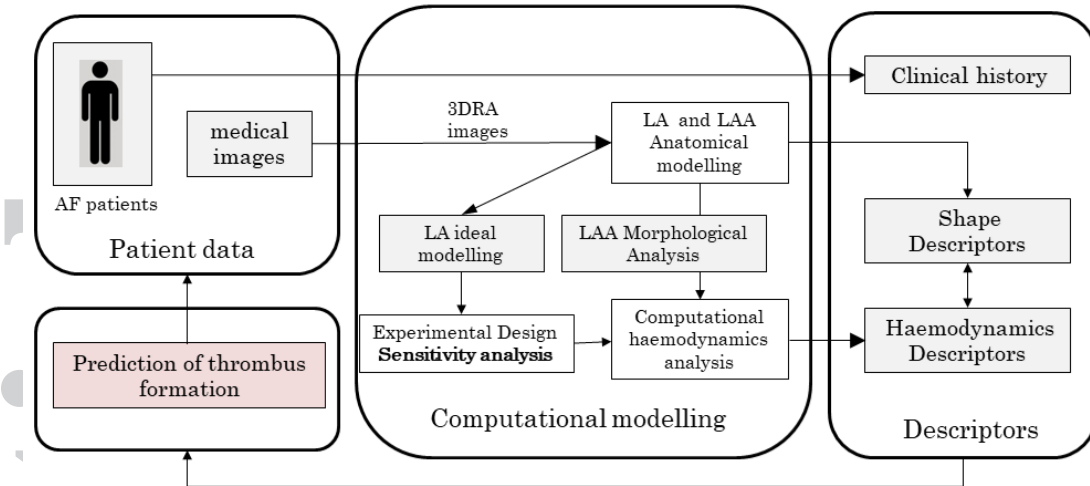 AF patients
medical
images
Patient data
Prediction of thrombus
formation
3DRA
images
LA and LAA
Anatomical
modelling
LA ideal
modelling
LAA Morphological
Analysis
Experimental Design
Sensitivity analysis
Computational
haemodynamics
analysis
Computational modelling
Clinical history
Shape
Descriptors
Haemodynamics
Descriptors
Descriptors